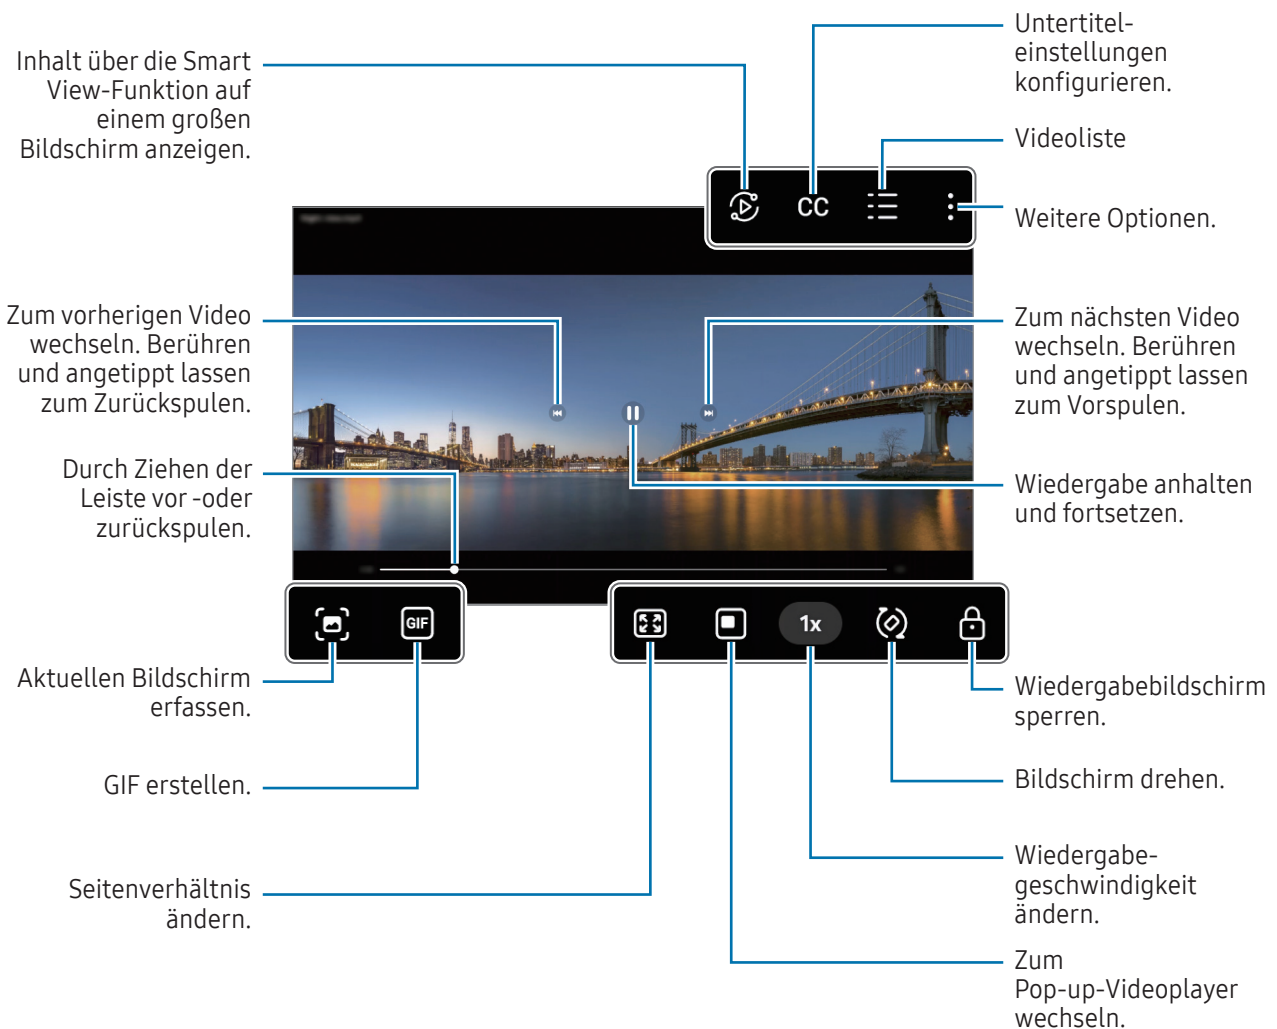 Inhalt über die Smart
View-Funktion auf
einem großen
Bildschirm anzeigen.
Untertitel-
einstellungen
konfigurieren.
Videoliste
CC
Weitere Optionen.
Zum vorherigen Video
wechseln. Berühren
und angetippt lassen
zum Zurückspulen.
Zum nächsten Video
wechseln. Berühren
und angetippt lassen
zum Vorspulen.
Durch Ziehen der
Leiste vor -oder
zurückspulen.
Wiedergabe anhalten
und fortsetzen.
GIF
1x
Aktuellen Bildschirm
erfassen.
Wiedergabebildschirm
sperren.
GIF erstellen.
Bildschirm drehen.
Seitenverhältnis
ändern.
Wiedergabe-
geschwindigkeit
ändern.
Zum
Pop-up-Videoplayer
wechseln.